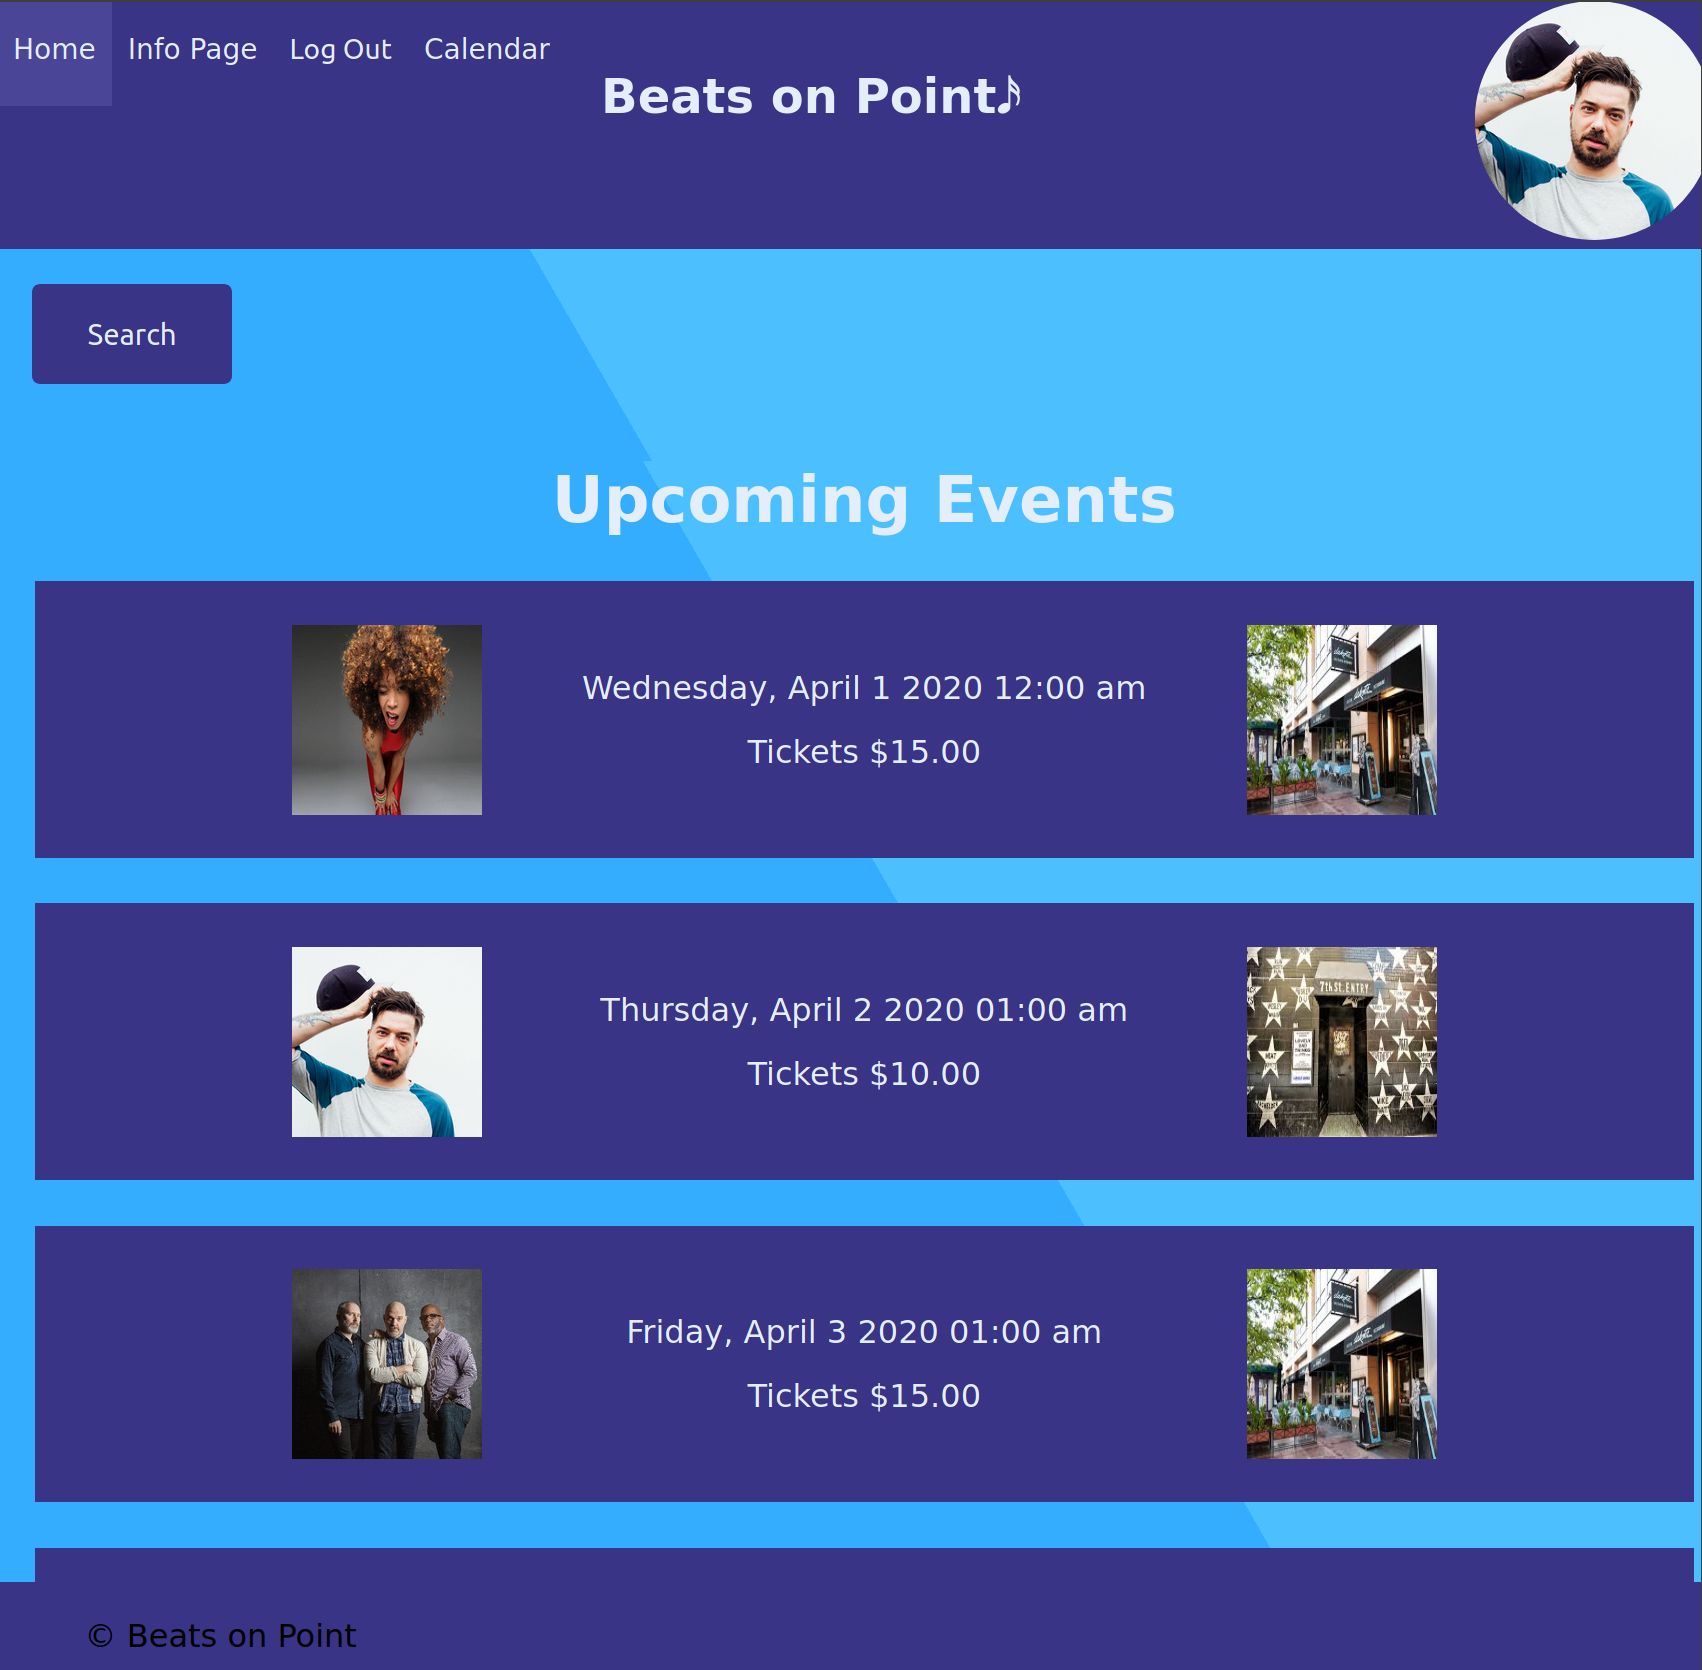 Home Info Page Log Out Calendar
Beats on Point
Search
Upcoming Events
Wednesday, April 1 2020 12:00 am
Tickets $15.00
Thursday, April 2 2020 01:00 am
Tickets $10.00
7th St. ENTRY
Friday, April 3 2020 01:00 am
Tickets $15.00
© Beats on Point